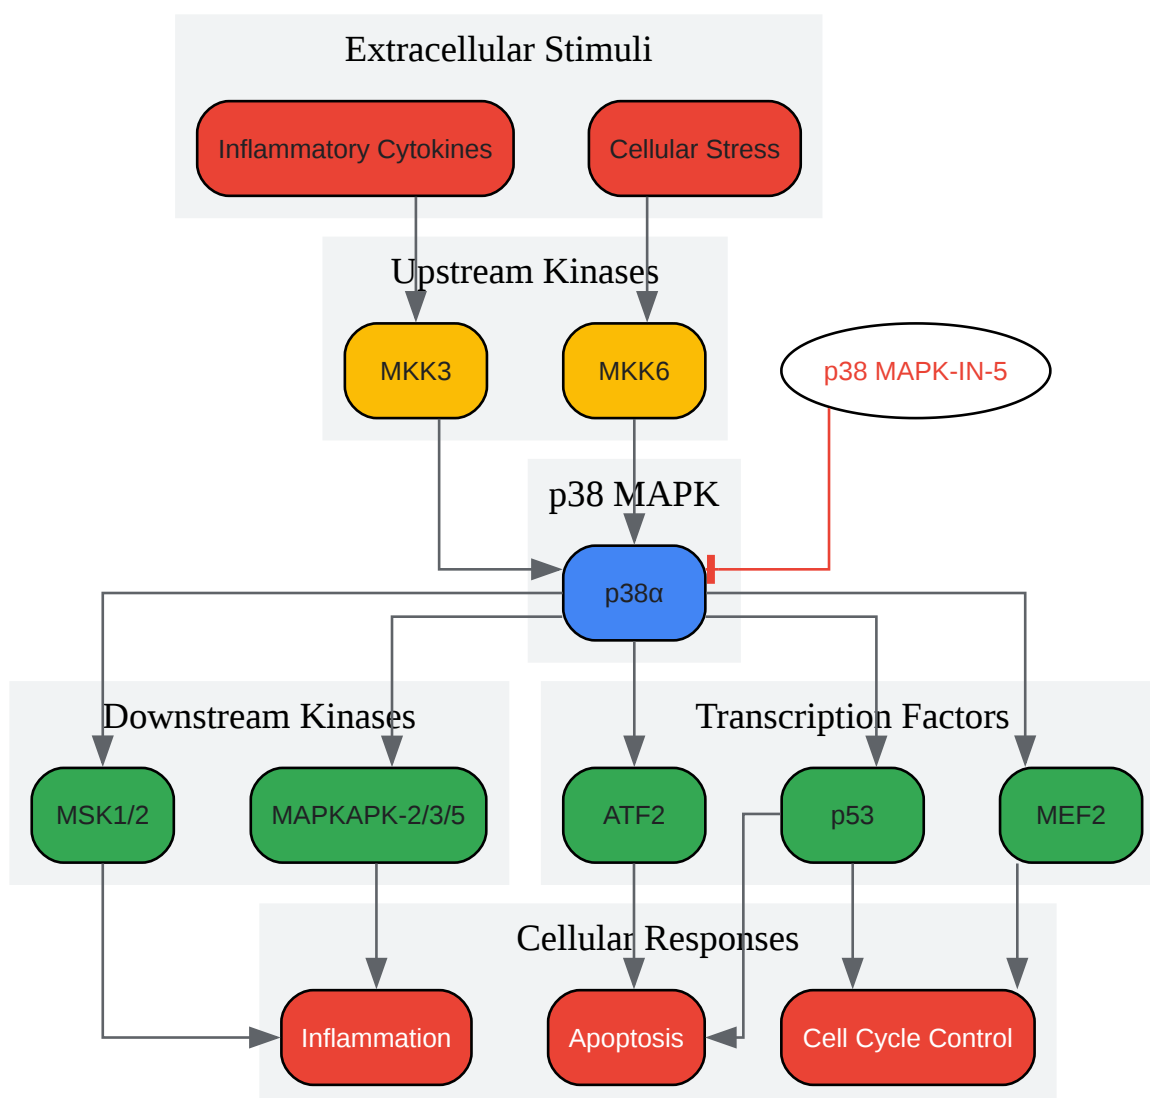 Extracellular Stimuli
Inflammatory Cytokines
Cellular Stress
Upstream Kinases
MKK3
MKK6
p38 MAPK-IN-5
p38 MAPK
p38α
Downstream Kinases
Transcription Factors
MSK1/2
MAPKAPK-2/3/5
ATF2
p53
MEF2
Cellular Responses
Inflammation
Apoptosis
Cell Cycle Control